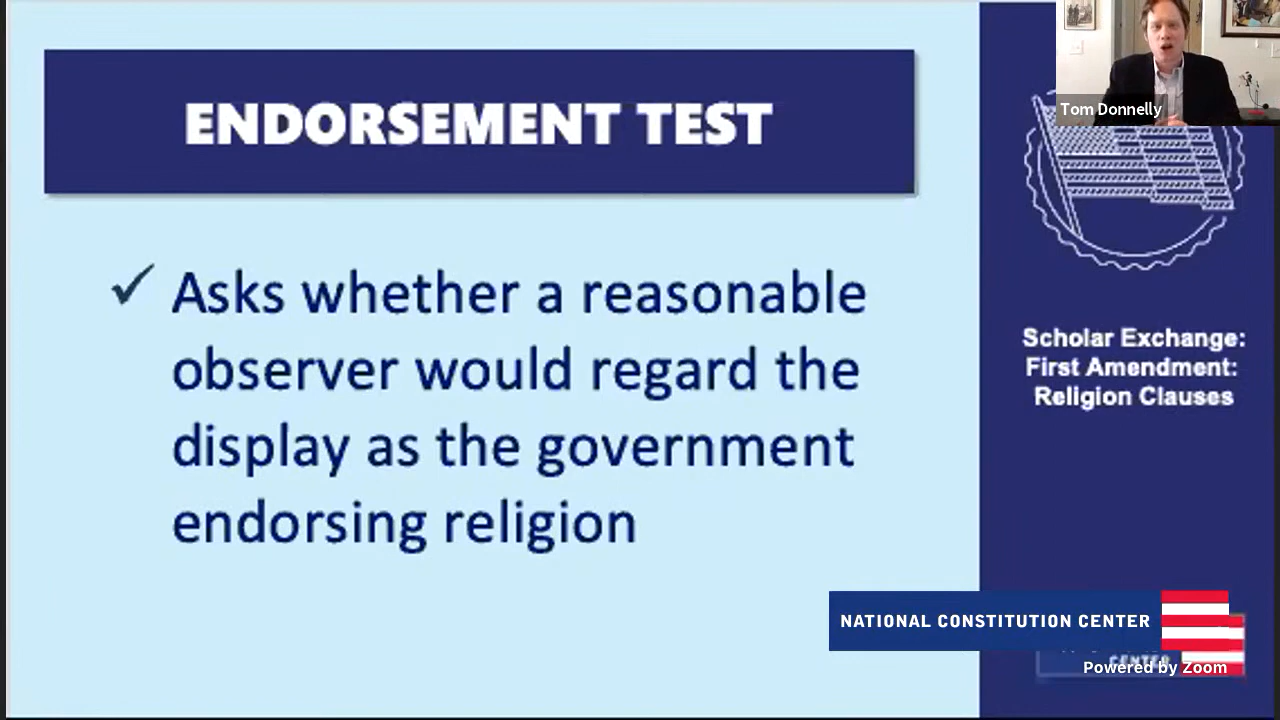 ENDORSEMENT TEST
✓ Asks whether a reasonable
observer would regard the
display as the government
endorsing religion
Tom Donnelly
Scholar Exchange:
First Amendment:
Religion Clauses
NATIONAL CONSTITUTION CENTER
CENTER
Powered by Zoom